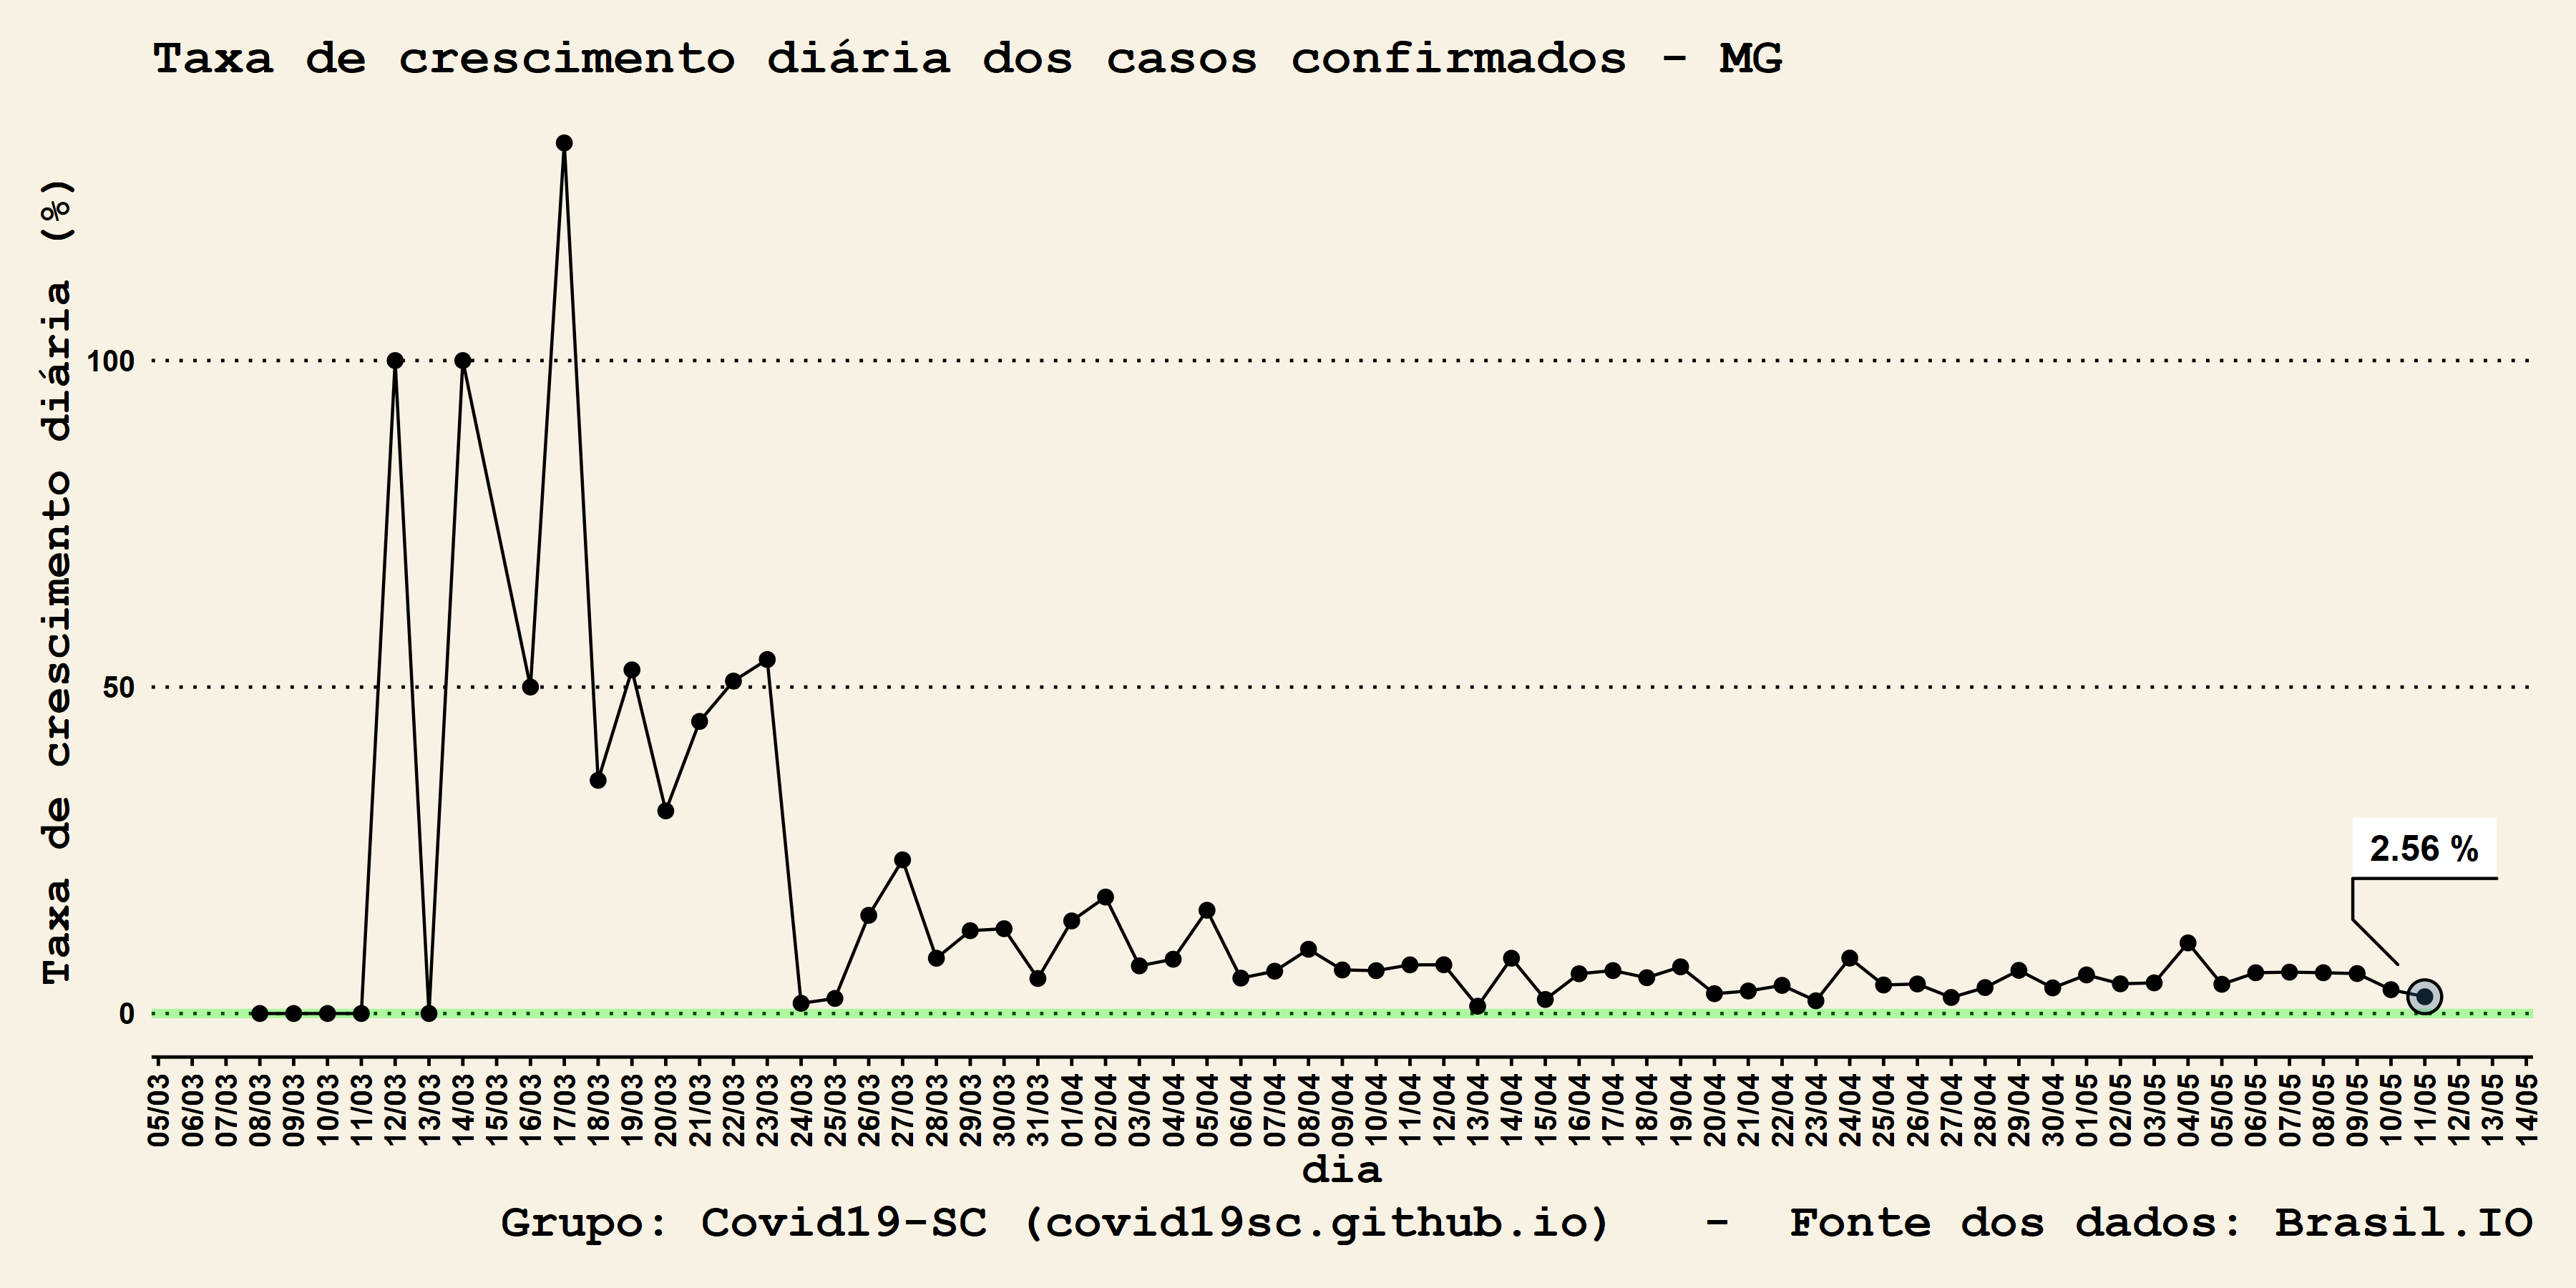 Taxa de crescimento diária dos casos confirmados - MG
Taxa de crescimento diária (%)
100
50
0
2.56 %
05/03 06/03 07/03 08/03 09/03 10/03 11/03 12/03 13/03 14/03 15/03 16/03 17/03 18/03 19/03 20/03 21/03 22/03 23/03 24/03 25/03 26/03 27/03 28/03 29/03 30/03 31/03 01/04 02/04 03/04 04/04 05/04 06/04 07/04 08/04 09/04 10/04 11/04 12/04 13/04 14/04 15/04 16/04 17/04 18/04 19/04 20/04 21/04 22/04 23/04 24/04 25/04 26/04 27/04 28/04 29/04 30/04 01/05 02/05 03/05 04/05 05/05 06/05 07/05 08/05 09/05 10/05 11/05 12/05 13/05 14/05
dia
Grupo: Covid19-SC (covid19sc.github.io) - Fonte dos dados: Brasil.IO